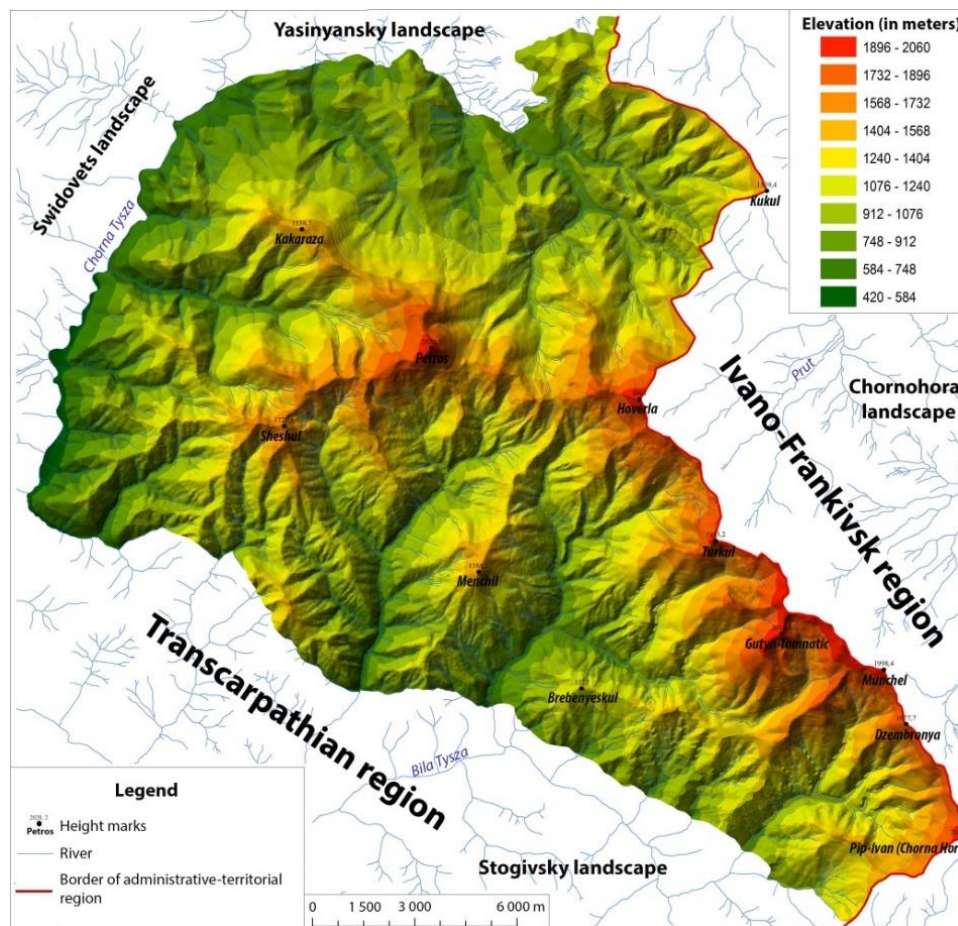 Yasinyansky landscape
Elevation (in meters)
1896 - 2060
1732 - 1896
1568 - 1732
1404 - 1568
1240 - 1404
1076 - 1240
912 - 1076
748 - 912
584 - 748
420 - 584
Swidovets landscape
Chorna Tysza
Kukul
Kakaraza
Petros
Hoverla
Sheshul
Prut
Chornohora
landscape
Ivano-Frankivsk region
Turkul
Menchil
Gutyn-Tomnatic
1998,4
Munchel
Brebenyeskul
Dzembronya
Transcarpathian region
Bila Tysza
Pip-Ivan (Chorna Hor
Stogivsky landscape
Legend
2020, 2
Petros
Height marks
River
Border of administrative-territorial
region
0 1 500 3 000 6 000 m